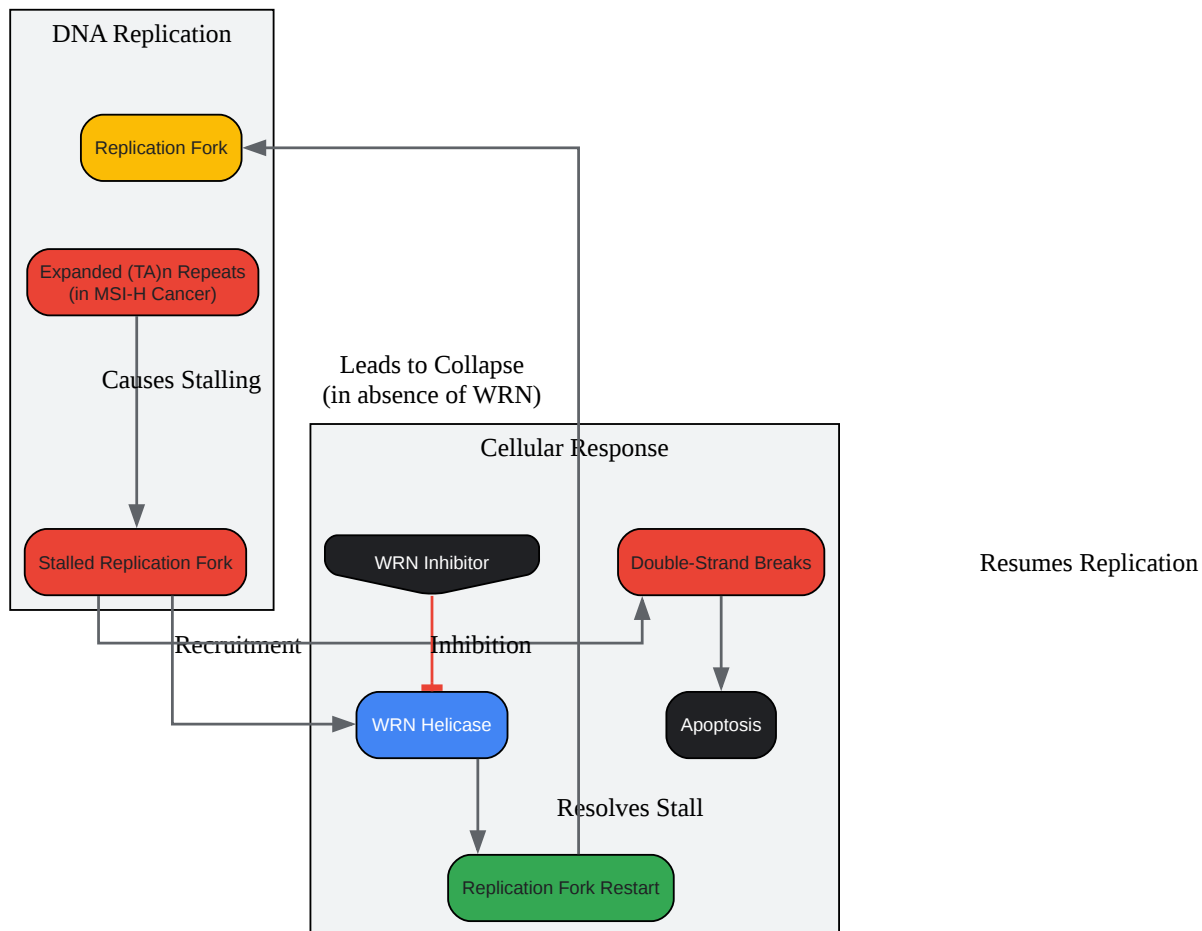 DNA Replication
Replication Fork
Expanded (TA)n Repeats
(in MSI-H Cancer)
Causes Stalling
Leads to Collapse
(in absence of WRN)
Cellular Response
Stalled Replication Fork
WRN Inhibitor
Double-Strand Breaks
Resumes Replication
Recruitment
Inhibition
WRN Helicase
Apoptosis
Resolves Stall
Replication Fork Restart